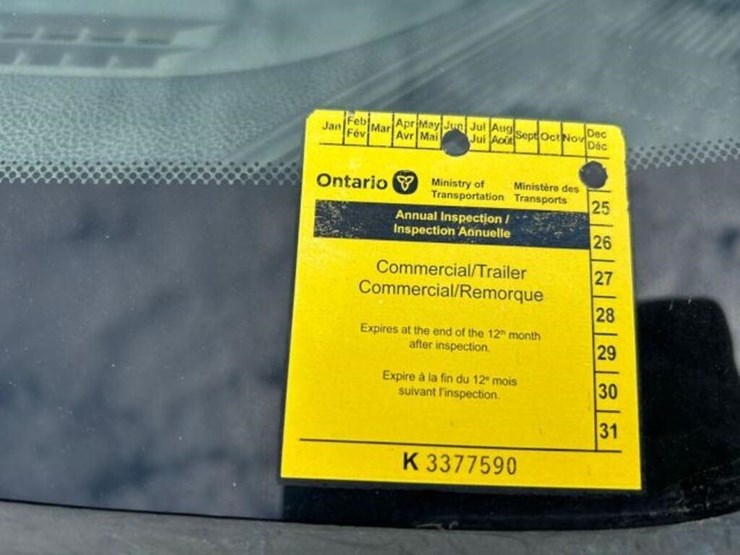 Jan Feb Mar Apr May Jun Jul Aug Sept Oct Nov Dec
Fév Avr Mai Jui Août Déc
Ontario Ministry of Ministère des
Transportation Transports
Annual Inspection /
Inspection Annuelle
Commercial/Trailer
Commercial/Remorque
Expires at the end of the 12th month
after inspection.
Expire à la fin du 12e mois
suivant l'inspection.
25
26
27
28
29
30
31
K 3377590